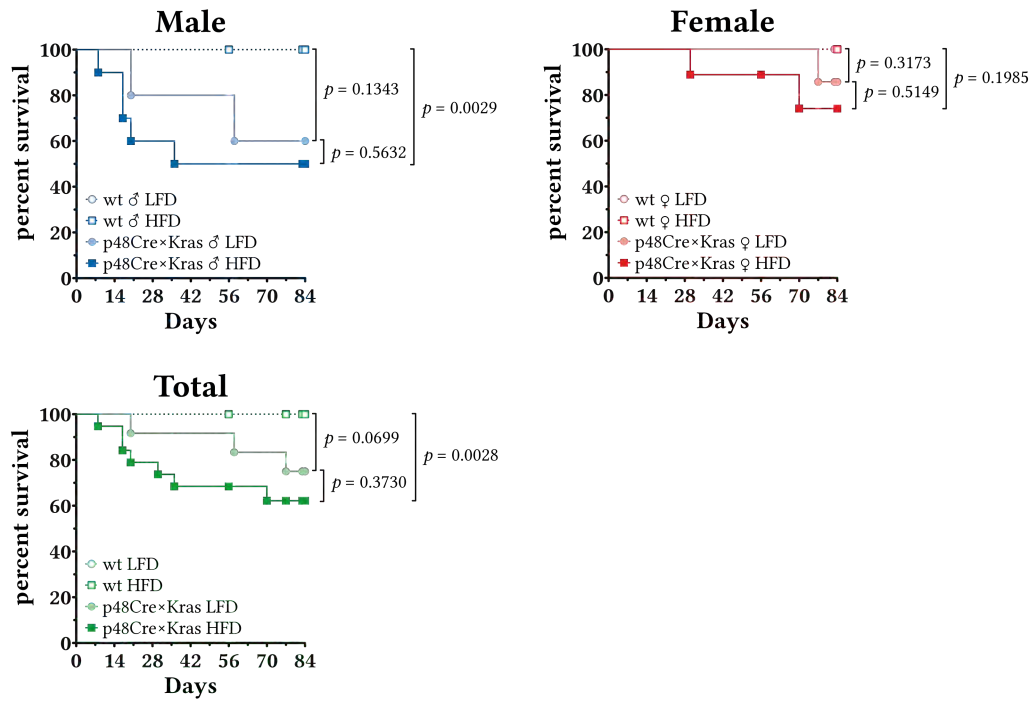 Male
percent survival
100
80
60
40
20
0
0 14 28 42 56 70 84
Days
wt ♂ LFD
wt ♂ HFD
p48Cre×Kras ♂ LFD
p48Cre×Kras ♂ HFD
p = 0.1343
p = 0.5632
p = 0.0029
Female
percent survival
100
80
60
40
20
0
0 14 28 42 56 70 84
Days
wt ♀ LFD
wt ♀ HFD
p48Cre×Kras ♀ LFD
p48Cre×Kras ♀ HFD
p = 0.3173
p = 0.5149
p = 0.1985
Total
percent survival
100
80
60
40
20
0
0 14 28 42 56 70 84
Days
wt LFD
wt HFD
p48Cre×Kras LFD
p48Cre×Kras HFD
p = 0.0699
p = 0.3730
p = 0.0028